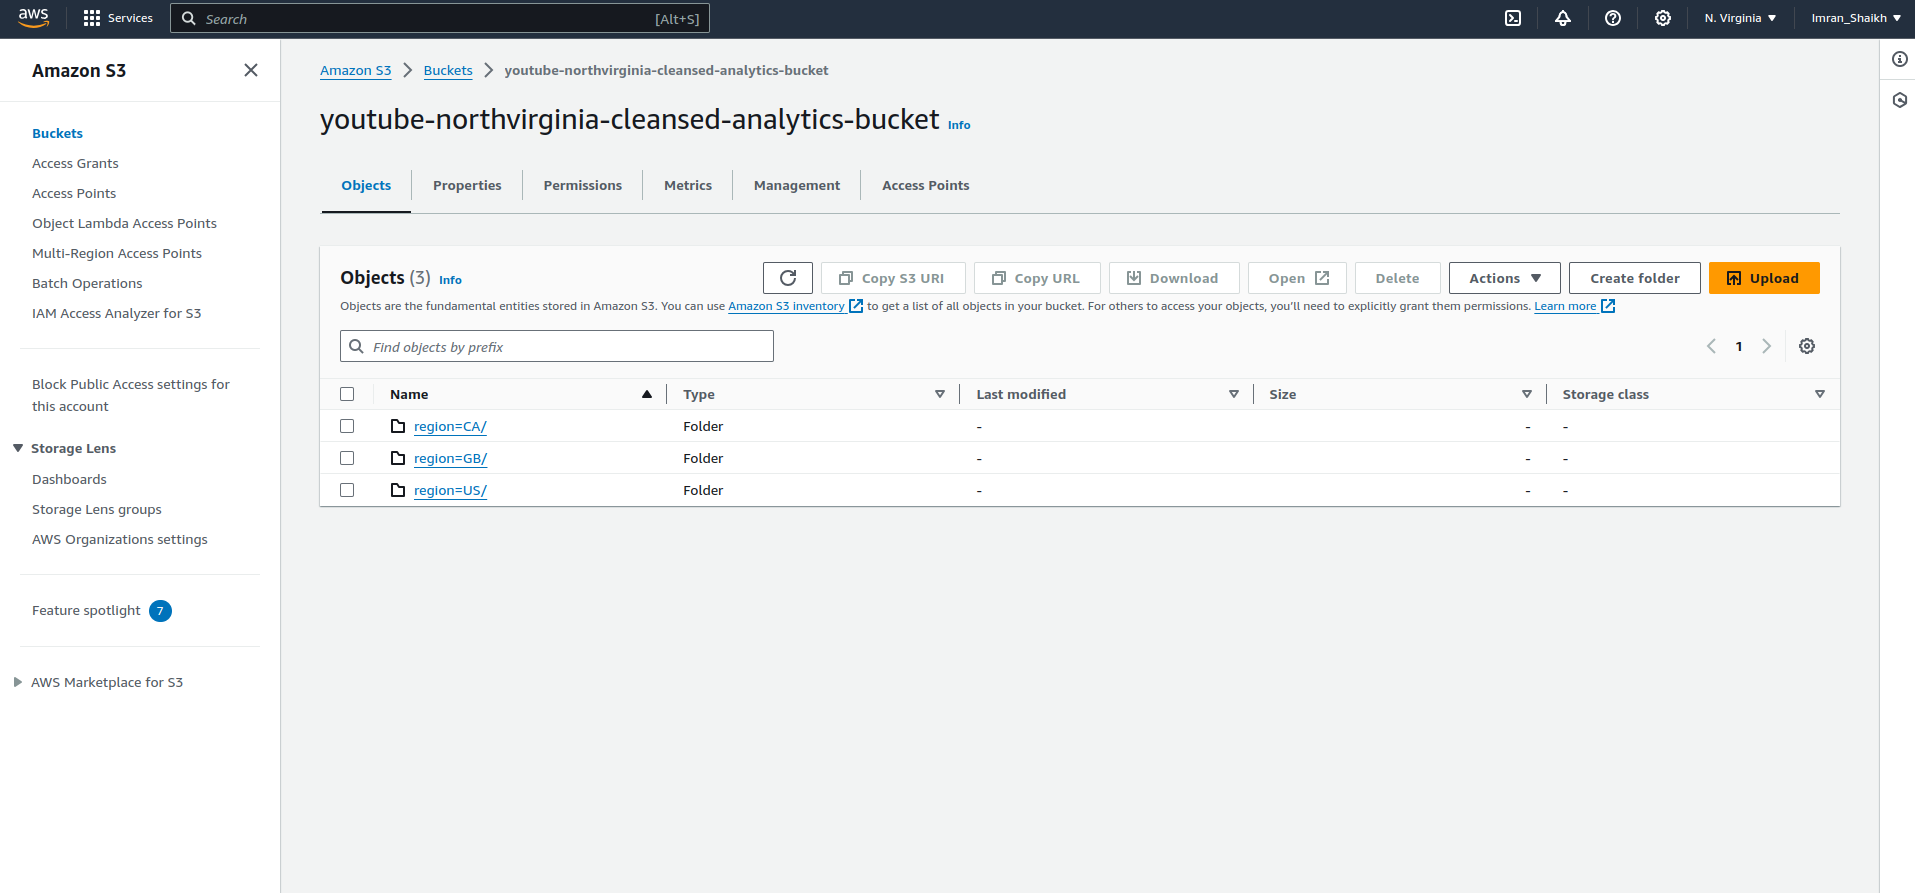 aws Services Search [Alt+S] N. Virginia Imran_Shaikh
Amazon S3
Buckets
Access Grants
Access Points
Object Lambda Access Points
Multi-Region Access Points
Batch Operations
IAM Access Analyzer for S3
Block Public Access settings for
this account
Storage Lens
Dashboards
Storage Lens groups
AWS Organizations settings
Feature spotlight 7
AWS Marketplace for S3
Amazon S3 Buckets youtube-northvirginia-cleansed-analytics-bucket
youtube-northvirginia-cleansed-analytics-bucket Info
Objects Properties Permissions Metrics Management Access Points
Objects (3) Info Copy S3 URI Copy URL Download Open Delete Actions Create folder Upload
Objects are the fundamental entities stored in Amazon S3. You can use Amazon S3 inventory to get a list of all objects in your bucket. For others to access your objects, you'll need to explicitly grant them permissions. Learn more
Find objects by prefix 1
Name Type Last modified Size Storage class
region=CA/ Folder - - -
region=GB/ Folder - - -
region=US/ Folder - - -